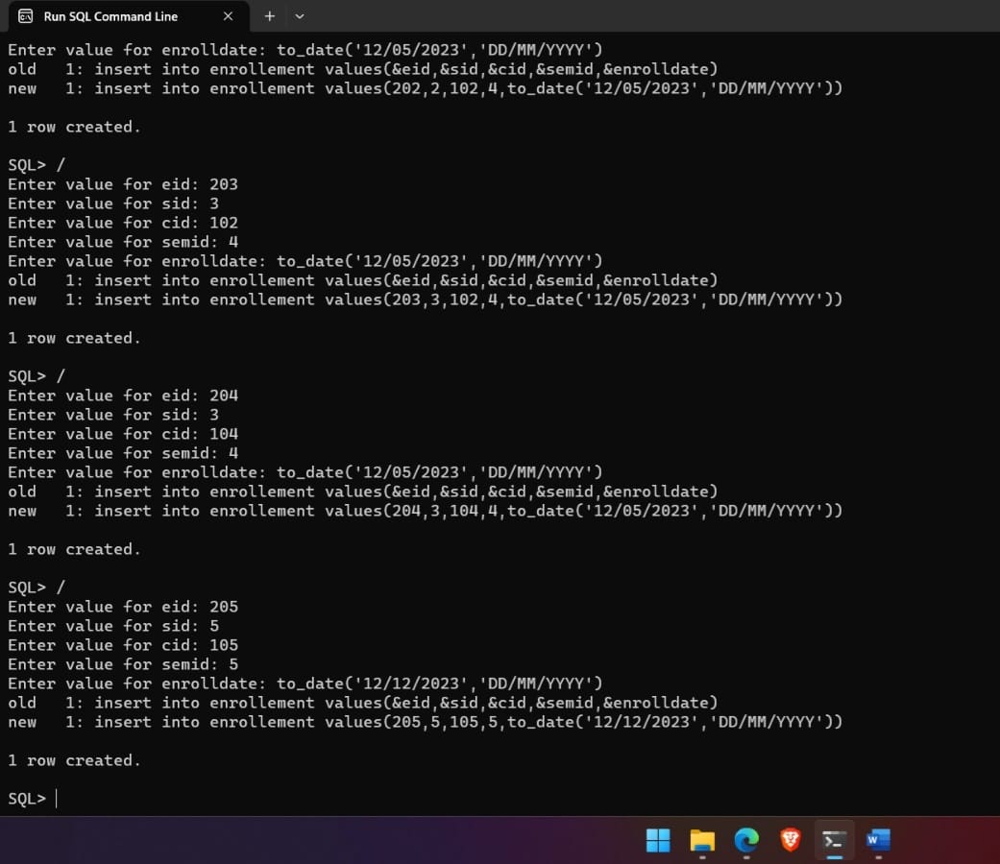 Run SQL Command Line
Enter value for enrolldate: to_date('12/05/2023','DD/MM/YYYY')
old   1: insert into enrollement values(&eid,&sid,&cid,&semid,&enrolldate)
new   1: insert into enrollement values(202,2,102,4,to_date('12/05/2023','DD/MM/YYYY'))
1 row created.
SQL> /
Enter value for eid: 203
Enter value for sid: 3
Enter value for cid: 102
Enter value for semid: 4
Enter value for enrolldate: to_date('12/05/2023','DD/MM/YYYY')
old   1: insert into enrollement values(&eid,&sid,&cid,&semid,&enrolldate)
new   1: insert into enrollement values(203,3,102,4,to_date('12/05/2023','DD/MM/YYYY'))
1 row created.
SQL> /
Enter value for eid: 204
Enter value for sid: 3
Enter value for cid: 104
Enter value for semid: 4
Enter value for enrolldate: to_date('12/05/2023','DD/MM/YYYY')
old   1: insert into enrollement values(&eid,&sid,&cid,&semid,&enrolldate)
new   1: insert into enrollement values(204,3,104,4,to_date('12/05/2023','DD/MM/YYYY'))
1 row created.
SQL> /
Enter value for eid: 205
Enter value for sid: 5
Enter value for cid: 105
Enter value for semid: 5
Enter value for enrolldate: to_date('12/12/2023','DD/MM/YYYY')
old   1: insert into enrollement values(&eid,&sid,&cid,&semid,&enrolldate)
new   1: insert into enrollement values(205,5,105,5,to_date('12/12/2023','DD/MM/YYYY'))
1 row created.
SQL>